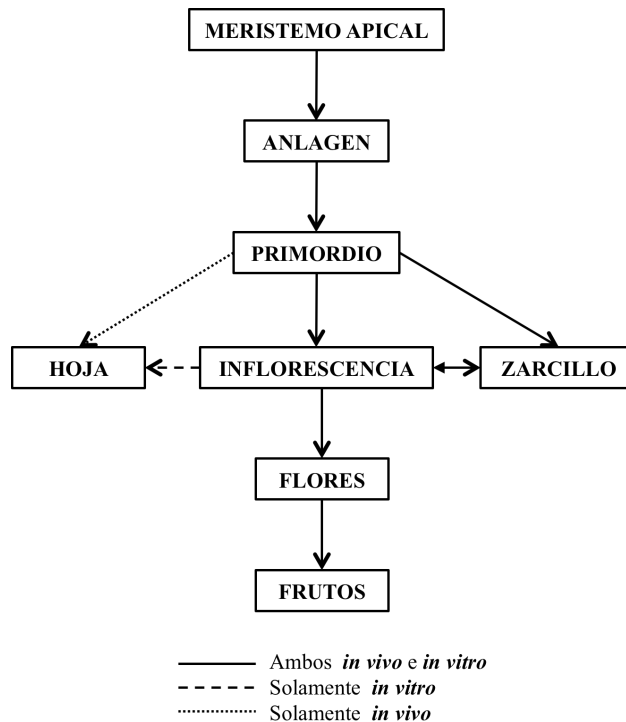 MERISTEMO APICAL
ANLAGEN
PRIMORDIO
HOJA
INFLORESCENCIA
ZARCILLO
FLORES
FRUTOS
Ambos in vivo e in vitro
Solamente in vitro
Solamente in vivo